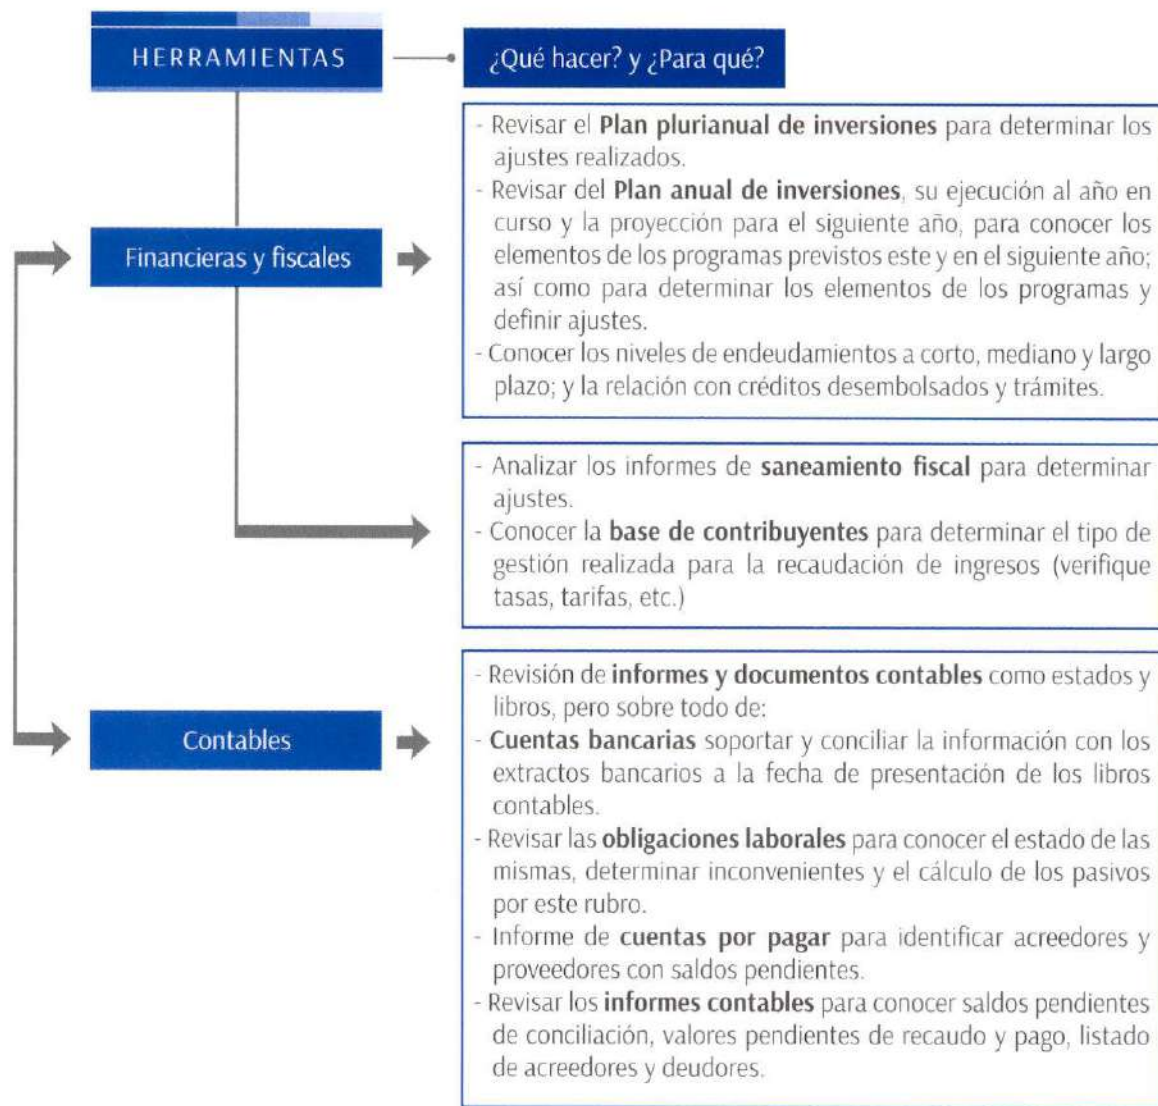 HERRAMIENTAS
¿Qué hacer? y ¿Para qué?
- Revisar el Plan plurianual de inversiones para determinar los
ajustes realizados.
- Revisar del Plan anual de inversiones, su ejecución al año en
curso y la proyección para el siguiente año, para conocer los
elementos de los programas previstos este y en el siguiente año;
así como para determinar los elementos de los programas y
definir ajustes.
- Conocer los niveles de endeudamientos a corto, mediano y largo
plazo; y la relación con créditos desembolsados y trámites.
Financieras y fiscales
- Analizar los informes de saneamiento fiscal para determinar
ajustes.
- Conocer la base de contribuyentes para determinar el tipo de
gestión realizada para la recaudación de ingresos (verifique
tasas, tarifas, etc.)
Contables
- Revisión de informes y documentos contables como estados y
libros, pero sobre todo de:
- Cuentas bancarias soportar y conciliar la información con los
extractos bancarios a la fecha de presentación de los libros
contables.
- Revisar las obligaciones laborales para conocer el estado de las
mismas, determinar inconvenientes y el cálculo de los pasivos
por este rubro.
- Informe de cuentas por pagar para identificar acreedores y
proveedores con saldos pendientes.
- Revisar los informes contables para conocer saldos pendientes
de conciliación, valores pendientes de recaudo y pago, listado
de acreedores y deudores.